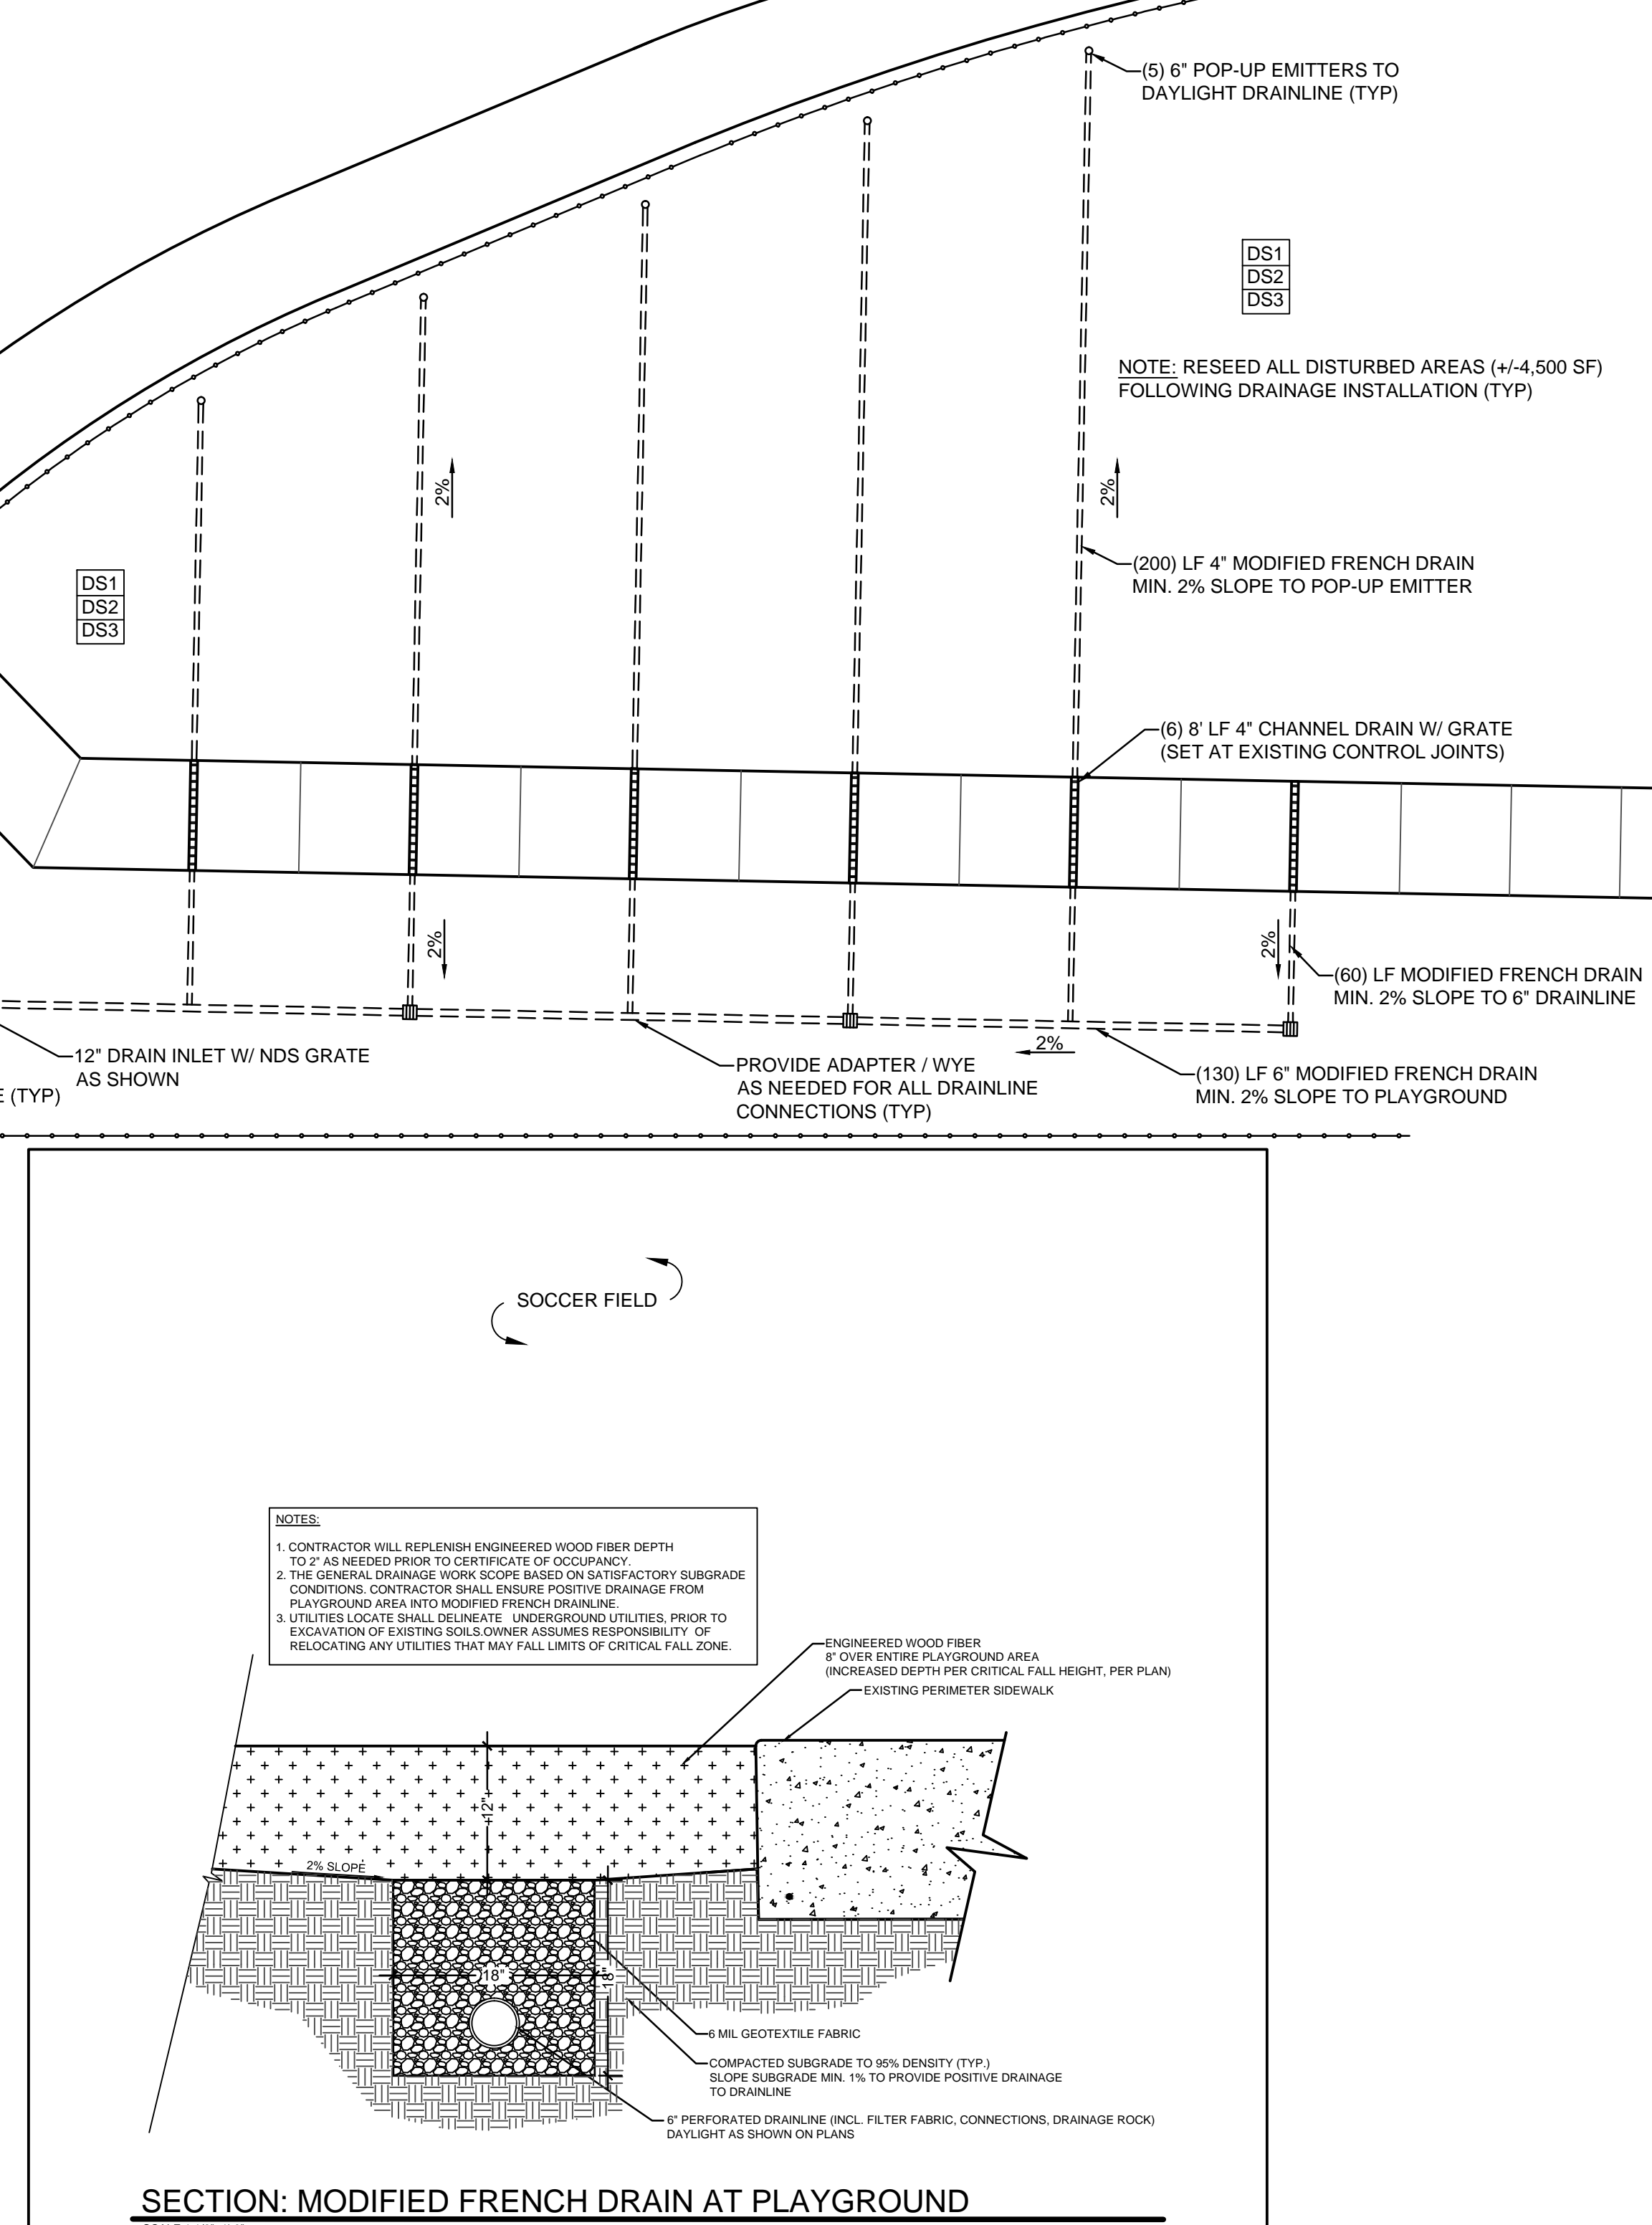 (5) 6" POP-UP EMITTERS TO
DAYLIGHT DRAINLINE (TYP)
DS1
DS2
DS3
NOTE: RESEED ALL DISTURBED AREAS (+/-4,500 SF)
FOLLOWING DRAINAGE INSTALLATION (TYP)
2%
2%
(200) LF 4" MODIFIED FRENCH DRAIN
MIN. 2% SLOPE TO POP-UP EMITTER
DS1
DS2
DS3
(6) 8' LF 4" CHANNEL DRAIN W/ GRATE
(SET AT EXISTING CONTROL JOINTS)
2%
2%
(60) LF MODIFIED FRENCH DRAIN
MIN. 2% SLOPE TO 6" DRAINLINE
12" DRAIN INLET W/ NDS GRATE
AS SHOWN
E (TYP)
PROVIDE ADAPTER / WYE
AS NEEDED FOR ALL DRAINLINE
CONNECTIONS (TYP)
2%
(130) LF 6" MODIFIED FRENCH DRAIN
MIN. 2% SLOPE TO PLAYGROUND
SOCCER FIELD
NOTES:
1. CONTRACTOR WILL REPLENISH ENGINEERED WOOD FIBER DEPTH
TO 2" AS NEEDED PRIOR TO CERTIFICATE OF OCCUPANCY.
2. THE GENERAL DRAINAGE WORK SCOPE BASED ON SATISFACTORY SUBGRADE
CONDITIONS. CONTRACTOR SHALL ENSURE POSITIVE DRAINAGE FROM
PLAYGROUND AREA INTO MODIFIED FRENCH DRAINLINE.
3. UTILITIES LOCATE SHALL DELINEATE UNDERGROUND UTILITIES, PRIOR TO
EXCAVATION OF EXISTING SOILS.OWNER ASSUMES RESPONSIBILITY OF
RELOCATING ANY UTILITIES THAT MAY FALL LIMITS OF CRITICAL FALL ZONE.
ENGINEERED WOOD FIBER
8" OVER ENTIRE PLAYGROUND AREA
(INCREASED DEPTH PER CRITICAL FALL HEIGHT, PER PLAN)
EXISTING PERIMETER SIDEWALK
12"
2% SLOPE
18"
18"
6 MIL GEOTEXTILE FABRIC
COMPACTED SUBGRADE TO 95% DENSITY (TYP.)
SLOPE SUBGRADE MIN. 1% TO PROVIDE POSITIVE DRAINAGE
TO DRAINLINE
6" PERFORATED DRAINLINE (INCL. FILTER FABRIC, CONNECTIONS, DRAINAGE ROCK)
DAYLIGHT AS SHOWN ON PLANS
SECTION: MODIFIED FRENCH DRAIN AT PLAYGROUND